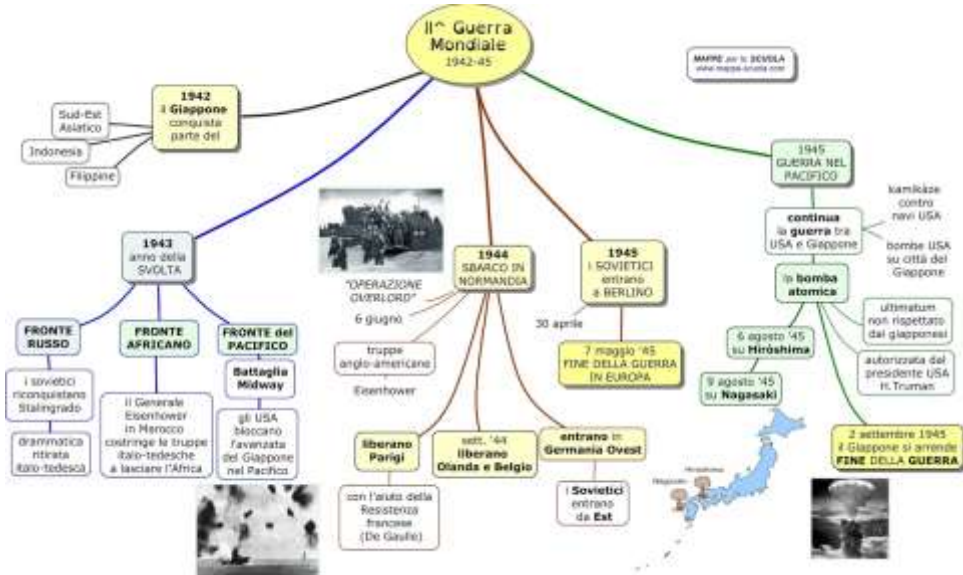 II^ Guerra
Mondiale
1942-45
MAPPE per la SCUOLA
www.mappe-scuola.com
1942
il Giappone
conquista
parte del
Sud-Est
Asiatico
Indonesia
Filippine
1943
anno della
SVOLTA
FRONTE
RUSSO
i sovietici
riconquistano
Stalingrado
drammatica
ritirata
italo-tedesca
FRONTE
AFRICANO
il Generale
Eisenhower
in Marocco
costringe le truppe
italo-tedesche
a lasciare l'Africa
FRONTE del
PACIFICO
Battaglia
Midway
gli USA
bloccano
l'avanzata
del Giappone
nel Pacifico
1944
SBARCO IN
NORMANDIA
"OPERAZIONE
OVERLORD"
6 giugno
truppe
anglo-americane
Eisenhower
liberano
Parigi
con l'aiuto della
Resistenza
francese
(De Gaulle)
sett. '44
liberano
Olanda e Belgio
entrano in
Germania Ovest
i Sovietici
entrano
da Est
1945
i SOVIETICI
entrano
a BERLINO
30 aprile
7 maggio '45
FINE DELLA GUERRA
IN EUROPA
1945
GUERRA NEL
PACIFICO
continua
la guerra tra
USA e Giappone
kamikaze
contro
navi USA
bombe USA
su città del
Giappone
la bomba
atomica
6 agosto '45
su Hiròshima
9 agosto '45
su Nagasaki
ultimatum
non rispettato
dai giapponesi
autorizzata dal
presidente USA
H.Truman
2 settembre 1945
il Giappone si arrende
FINE DELLA GUERRA
Hiroshima
Nagasaki